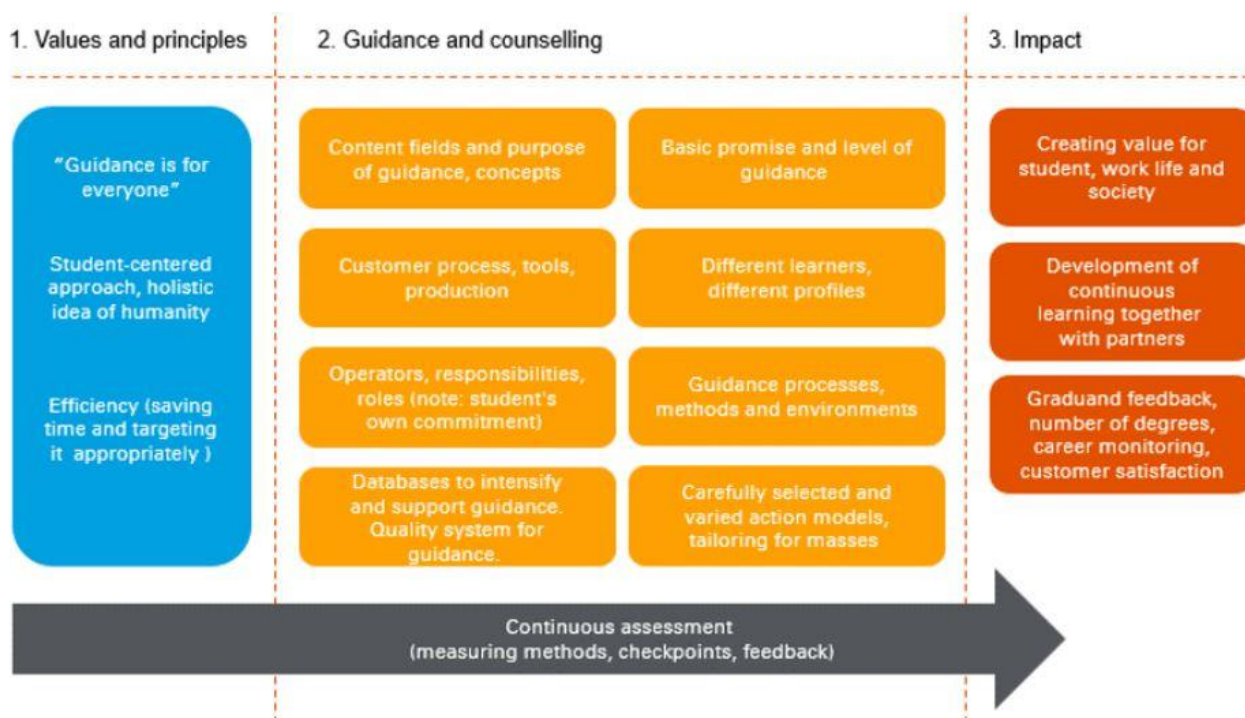 1. Values and principles
2. Guidance and counselling
3. Impact
"Guidance is for
everyone"
Student-centered
approach, holistic
idea of humanity
Efficiency (saving
time and targeting
it appropriately )
Content fields and purpose
of guidance, concepts
Basic promise and level of
guidance
Customer process, tools,
production
Different learners,
different profiles
Operators, responsibilities,
roles (note: student's
own commitment)
Guidance processes,
methods and environments
Databases to intensify
and support guidance.
Quality system for
guidance.
Carefully selected and
varied action models,
tailoring for masses
Creating value for
student, work life and
society
Development of
continuous
learning together
with partners
Graduand feedback,
number of degrees,
career monitoring,
customer satisfaction
Continuous assessment
(measuring methods, checkpoints, feedback)